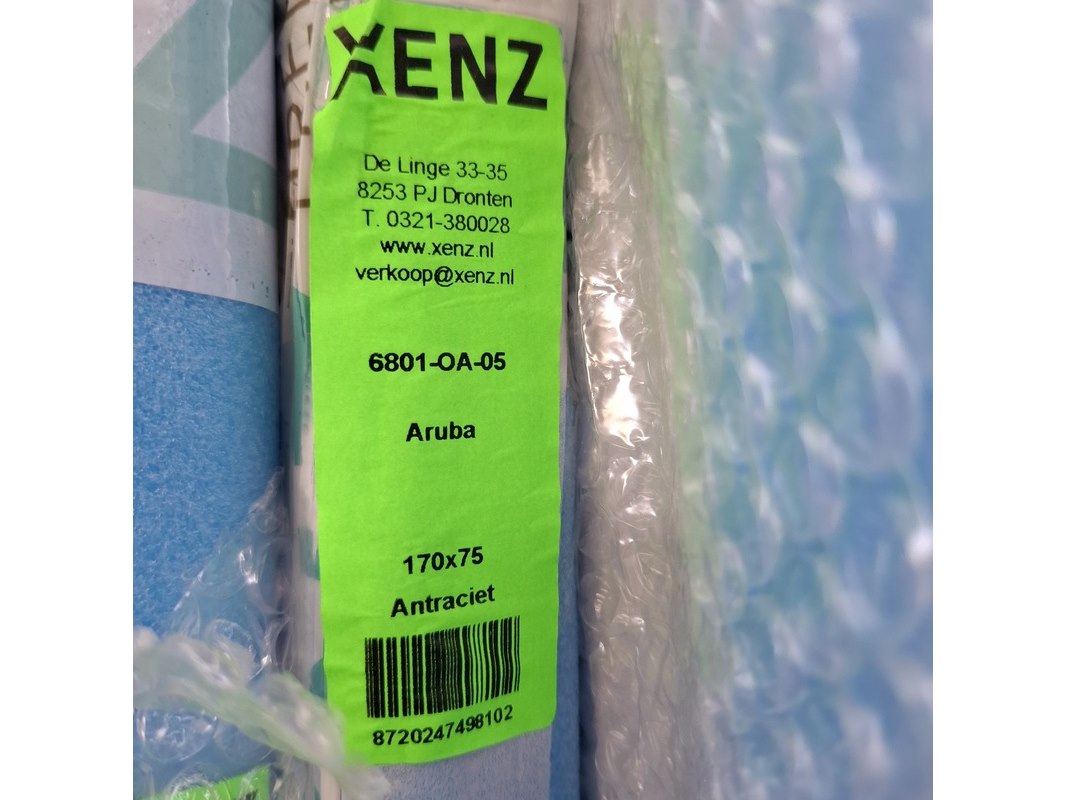 XENZ
De Linge 33-35
8253 PJ Dronten
T. 0321-380028
www.xenz.nl
verkoop@xenz.nl
6801-OA-05
Aruba
170x75
Antraciet
8720247498102